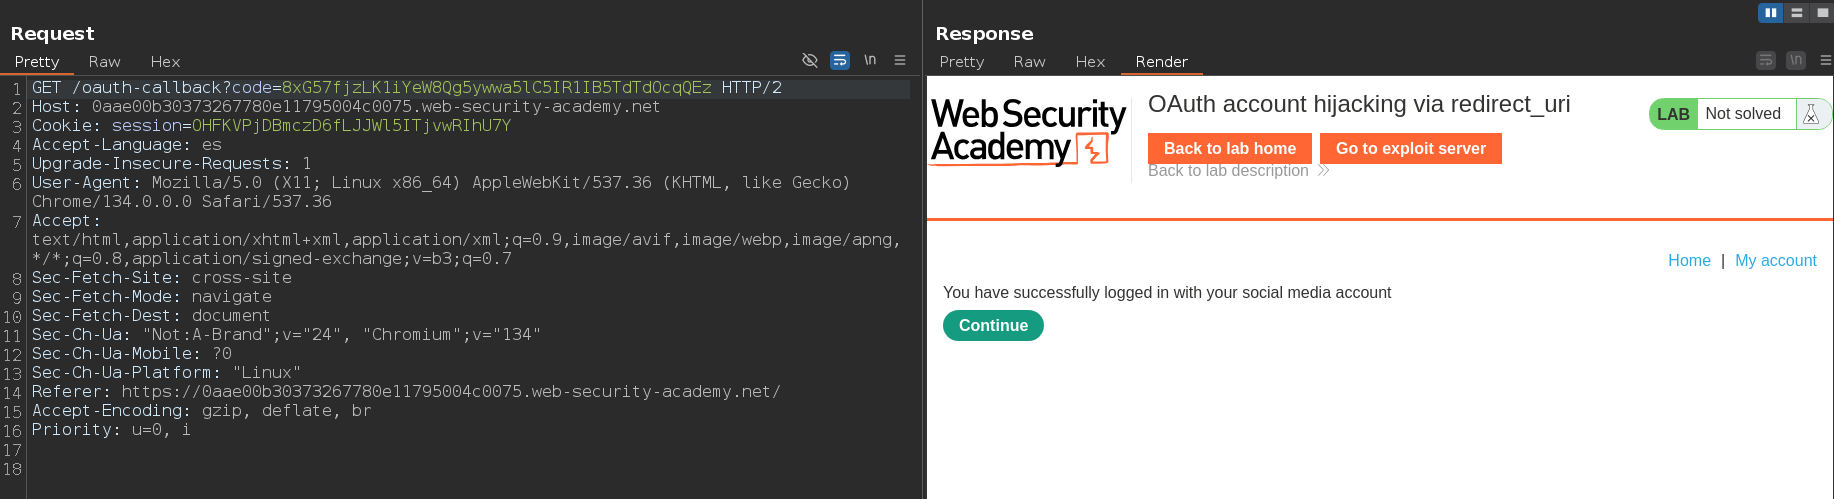 Request
Pretty Raw Hex
\n
1 GET /oauth-callback?code=8xG57fjzLK1iYeW8Qg5ywwa5lC5IR1IB5TdTdOcqQEz HTTP/2
2 Host: 0aae00b30373267780e11795004c0075.web-security-academy.net
3 Cookie: session=OHFKVPjDBmczD6fLJJWl5ITjvwRIhU7Y
4 Accept-Language: es
5 Upgrade-Insecure-Requests: 1
6 User-Agent: Mozilla/5.0 (X11; Linux x86_64) AppleWebKit/537.36 (KHTML, like Gecko)
Chrome/134.0.0.0 Safari/537.36
7 Accept:
text/html,application/xhtml+xml,application/xml;q=0.9,image/avif,image/webp,image/apng,
*/*;q=0.8,application/signed-exchange;v=b3;q=0.7
8 Sec-Fetch-Site: cross-site
9 Sec-Fetch-Mode: navigate
10 Sec-Fetch-Dest: document
11 Sec-Ch-Ua: "Not:A-Brand";v="24", "Chromium";v="134"
12 Sec-Ch-Ua-Mobile: ?0
13 Sec-Ch-Ua-Platform: "Linux"
14 Referer: https://0aae00b30373267780e11795004c0075.web-security-academy.net/
15 Accept-Encoding: gzip, deflate, br
16 Priority: u=0, i
17
18
Response
Pretty Raw Hex Render
\n
Web Security
Academy
OAuth account hijacking via redirect_uri
Back to lab home Go to exploit server
Back to lab description
LAB Not solved
Home | My account
You have successfully logged in with your social media account
Continue